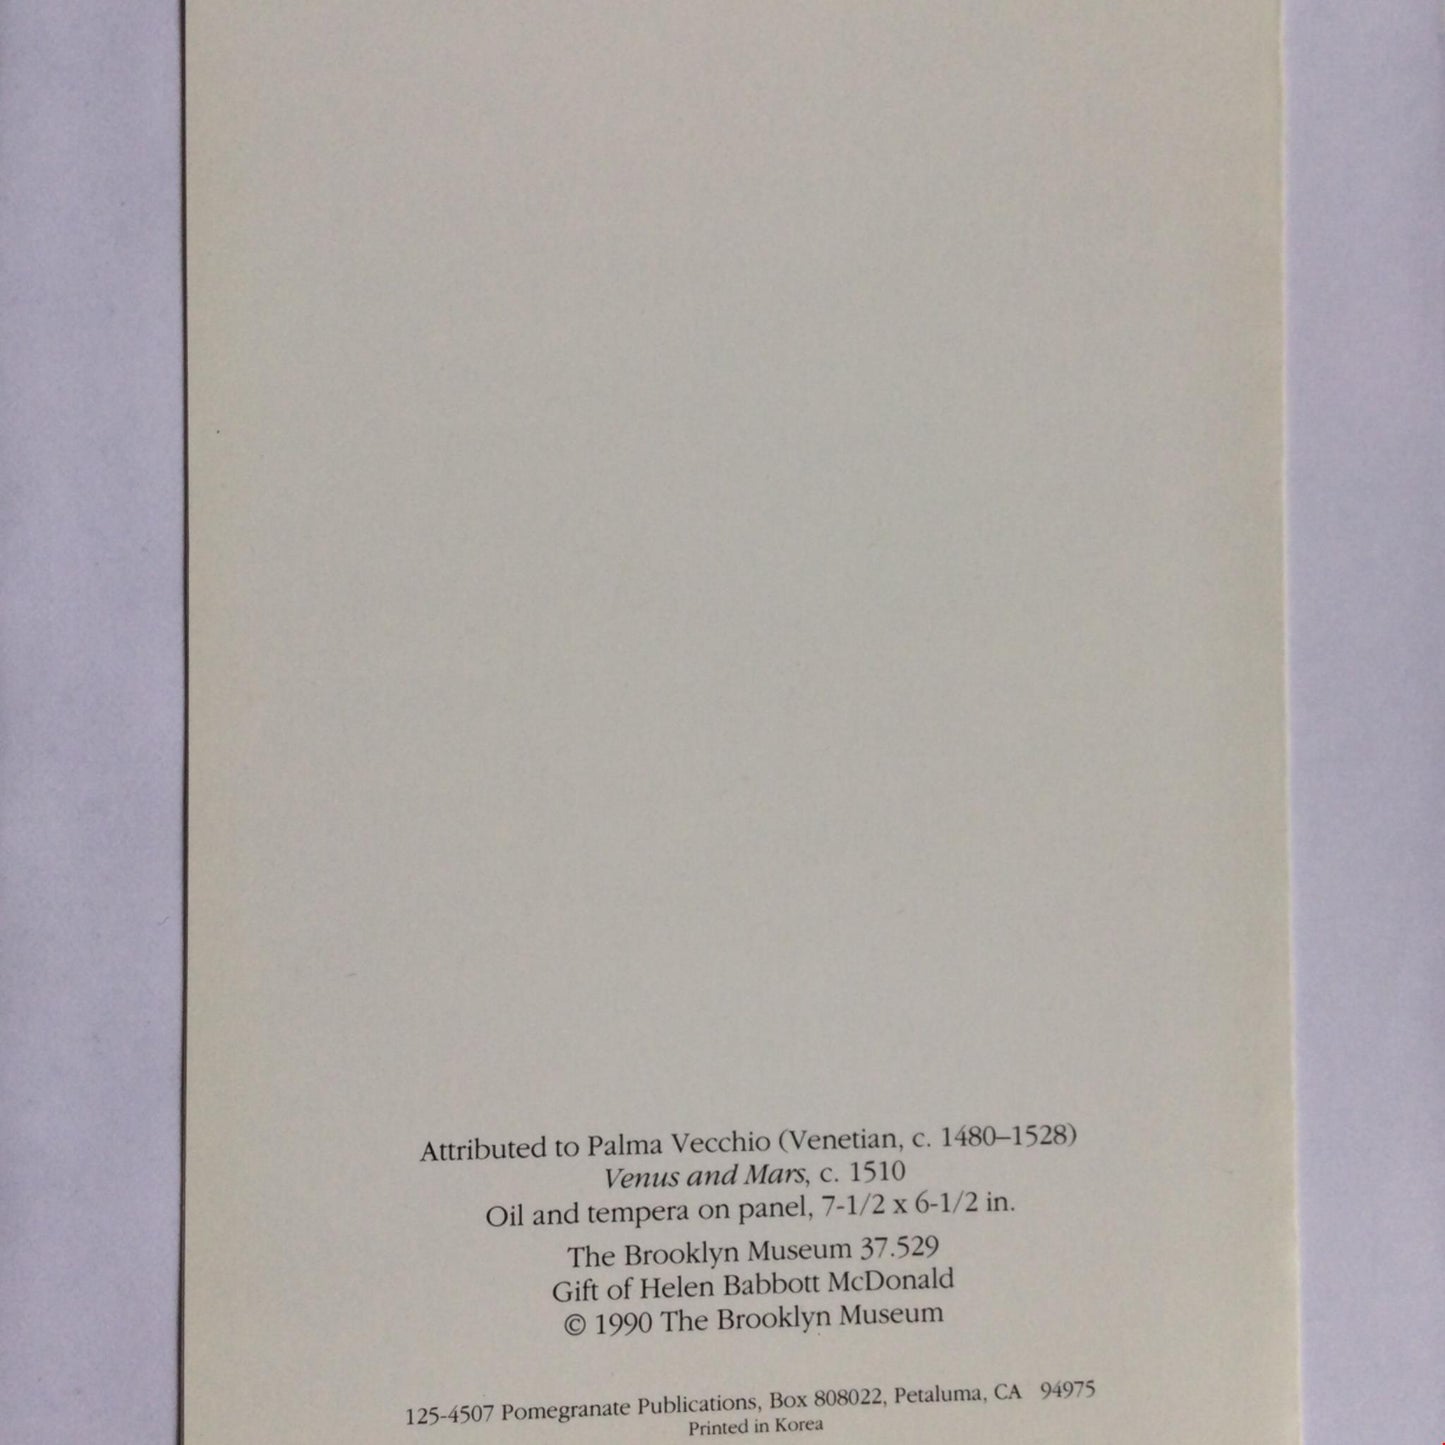 Attributed to Palma Vecchio (Venetian, c. 1480–1528)
Venus and Mars, c. 1510
Oil and tempera on panel, 7-1/2 x 6-1/2 in.
The Brooklyn Museum 37.529
Gift of Helen Babbott McDonald
© 1990 The Brooklyn Museum
125-4507 Pomegranate Publications, Box 808022, Petaluma, CA 94975
Printed in Korea